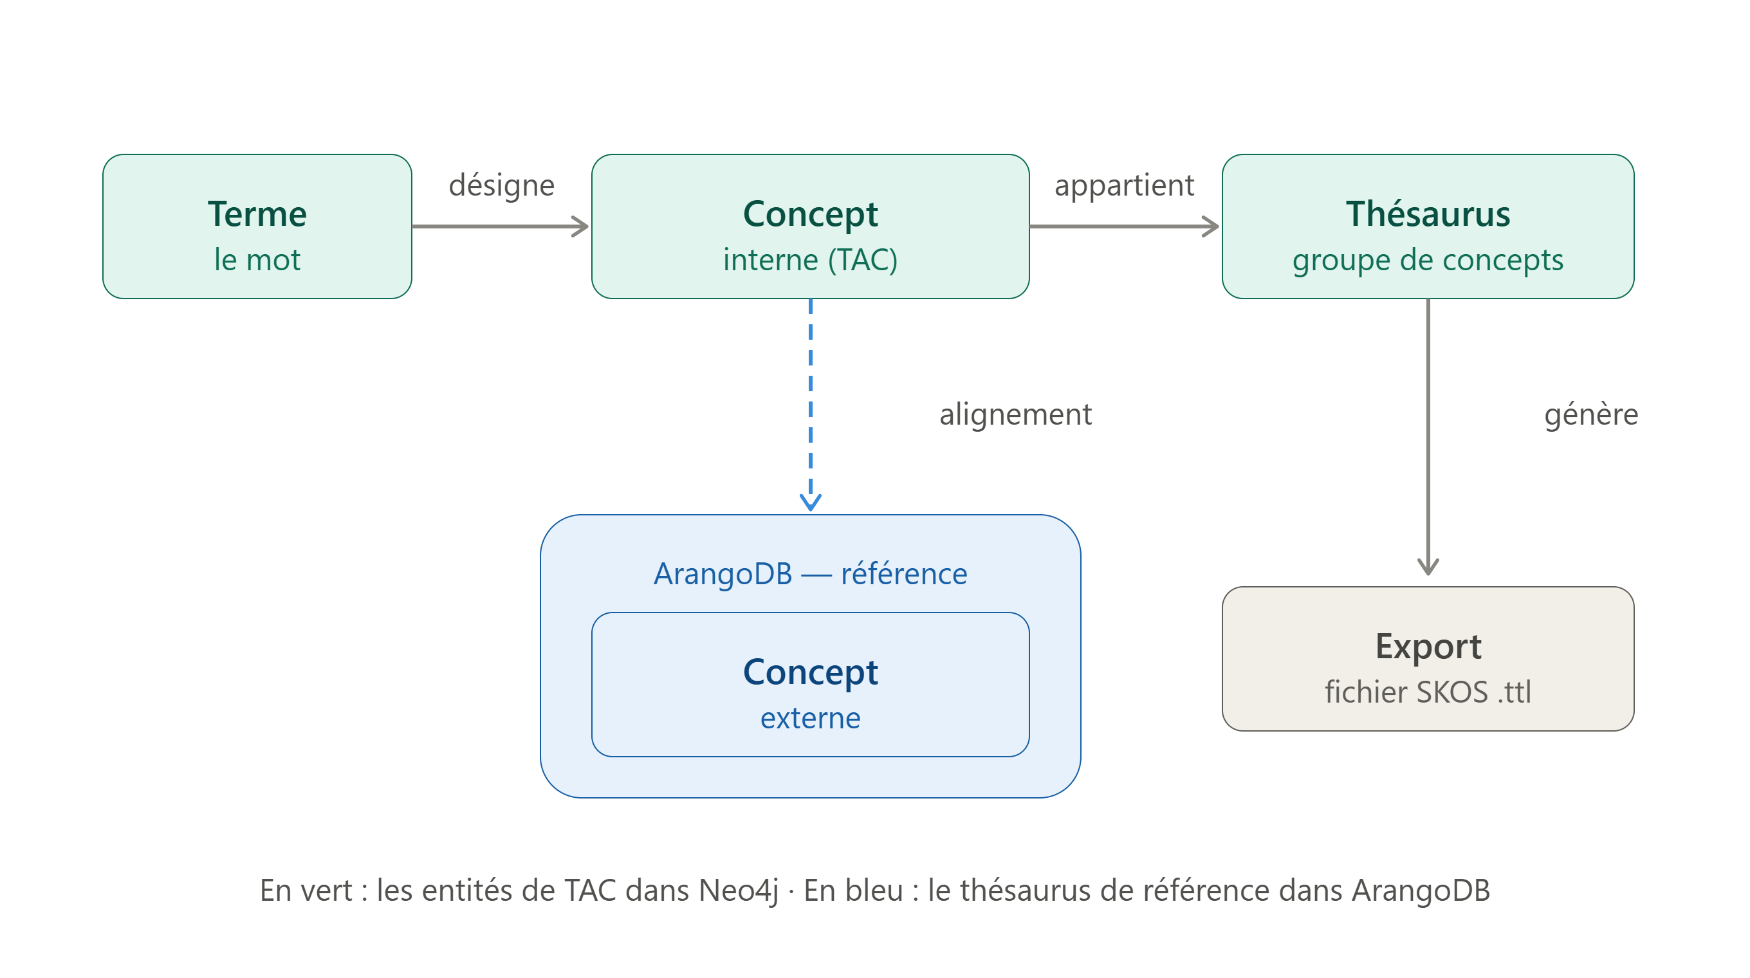 désigne
appartient
Terme
le mot
Concept
interne (TAC)
Thésaurus
groupe de concepts
alignement
génère
ArangoDB — référence
Concept
externe
Export
fichier SKOS .ttl
En vert : les entités de TAC dans Neo4j · En bleu : le thésaurus de référence dans ArangoDB